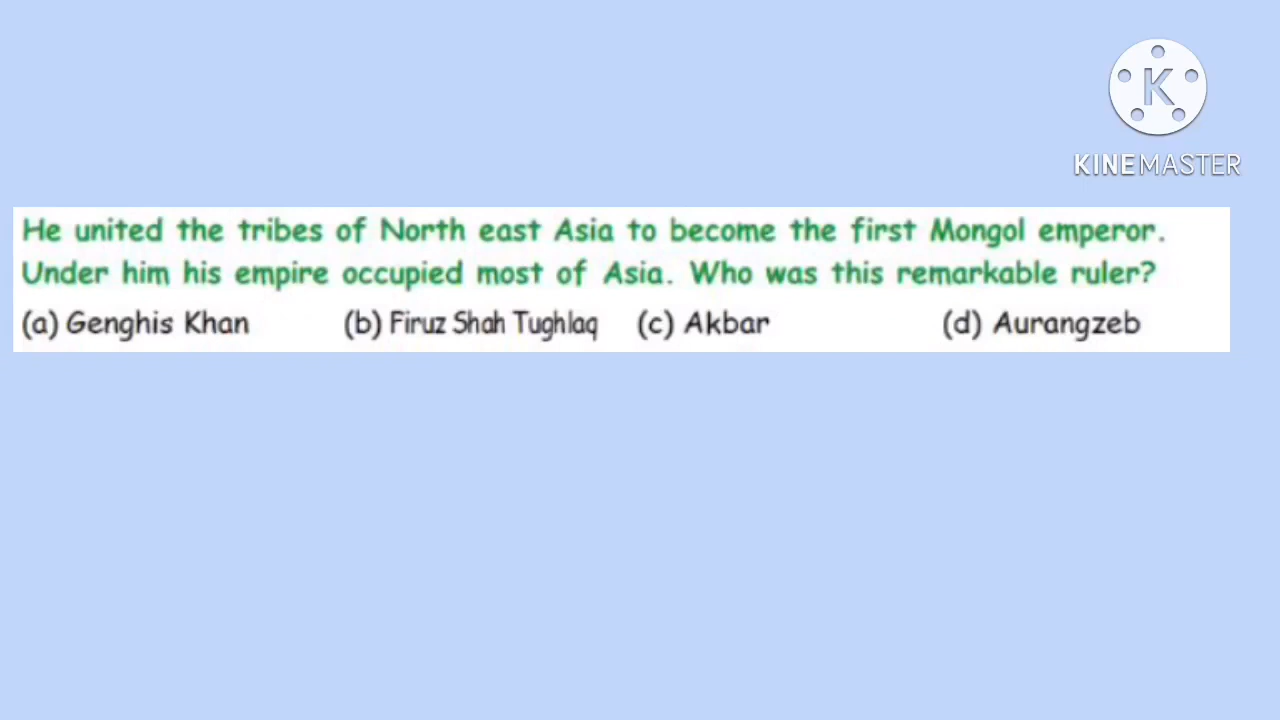 K
KINEMASTER
He united the tribes of North east Asia to become the first Mongol emperor.
Under him his empire occupied most of Asia. Who was this remarkable ruler?
(a) Genghis Khan (b) Firuz Shah Tughlaq (c) Akbar (d) Aurangzeb